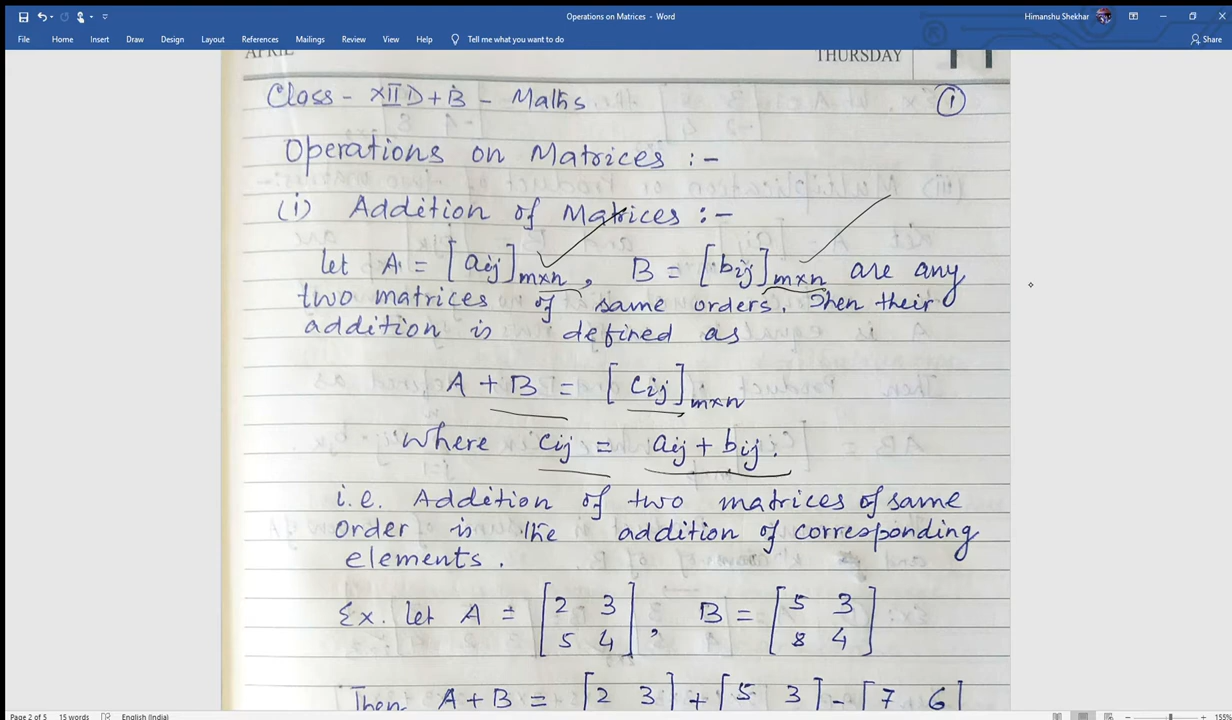 Operations on Matrices - Word
Himanshu Shekhar
File Home Insert Draw Design Layout References Mailings Review View Help Tell me what you want to do Share
APRIL THURSDAY 11
Class - XII D + B - Maths ①
Operations on Matrices :-
(i) Addition of Matrices :-
let A = [aij]m×n, B = [bij]m×n are any
two matrices of same orders. Then their
addition is defined as
A + B = [cij]m×n
where cij = aij + bij.
i.e. Addition of two matrices of same
order is the addition of corresponding
elements.
Ex. let A = [2 3
5 4], B = [5 3
8 4]
Then A + B = [2 3] + [5 3] = [7 6]
Page 2 of 5 15 words English (India) 155%